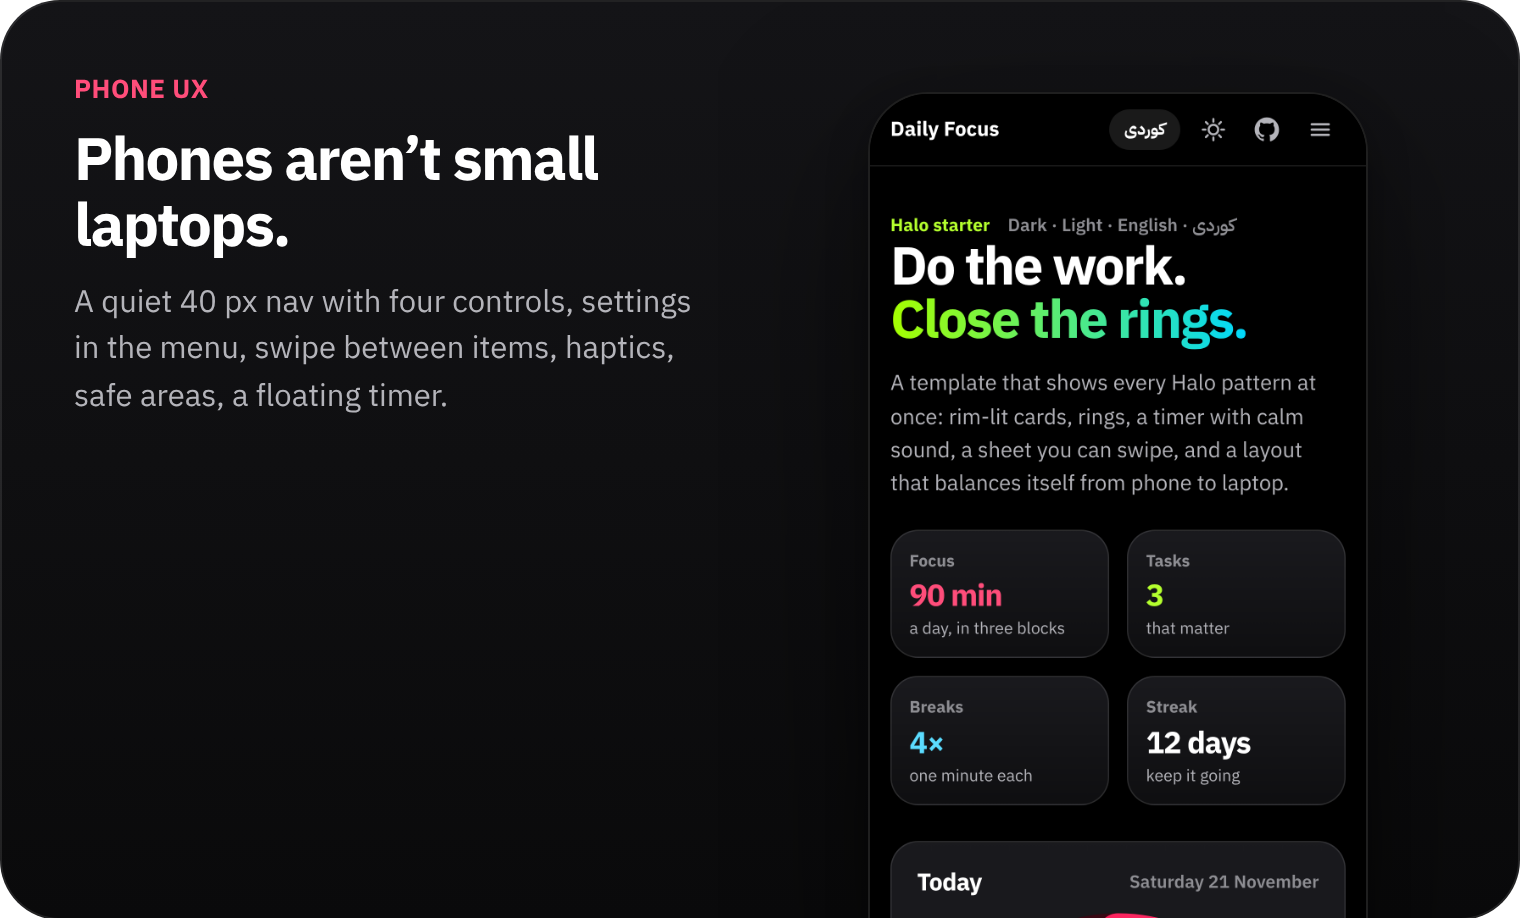 PHONE UX
Phones aren’t small
laptops.
A quiet 40 px nav with four controls, settings
in the menu, swipe between items, haptics,
safe areas, a floating timer.
Daily Focus
کوردی
Halo starter Dark · Light · English · کوردی
Do the work.
Close the rings.
A template that shows every Halo pattern at
once: rim-lit cards, rings, a timer with calm
sound, a sheet you can swipe, and a layout
that balances itself from phone to laptop.
Focus
90 min
a day, in three blocks
Tasks
3
that matter
Breaks
4×
one minute each
Streak
12 days
keep it going
Today
Saturday 21 November